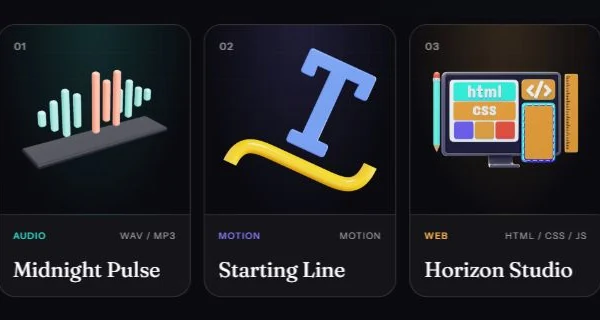 01
02
03
html
</>
css
AUDIO WAV / MP3
MOTION MOTION
WEB HTML / CSS / JS
Midnight Pulse
Starting Line
Horizon Studio